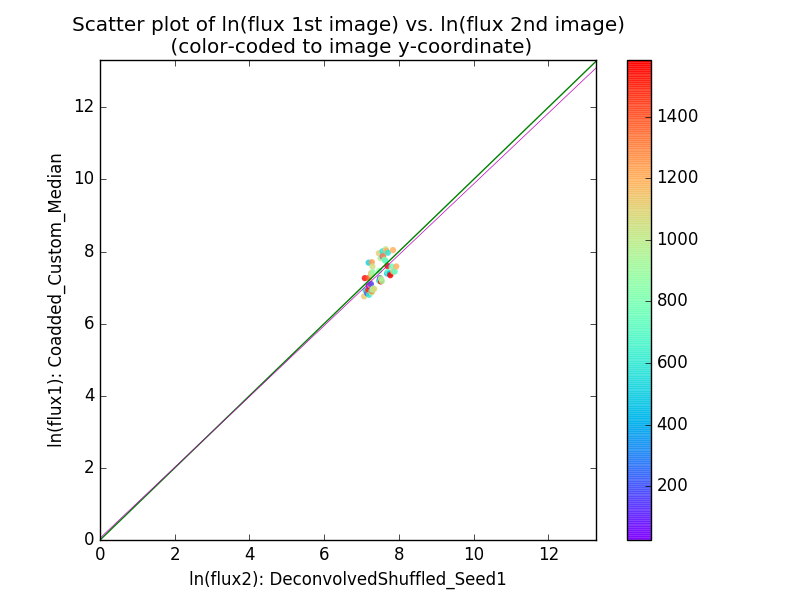 Scatter plot of ln(flux 1st image) vs. ln(flux 2nd image)
(color-coded to image y-coordinate)
12
10
8
6
4
2
0
ln(flux1): Coadded_Custom_Median
0 2 4 6 8 10 12
ln(flux2): DeconvolvedShuffled_Seed1
1400
1200
1000
800
600
400
200